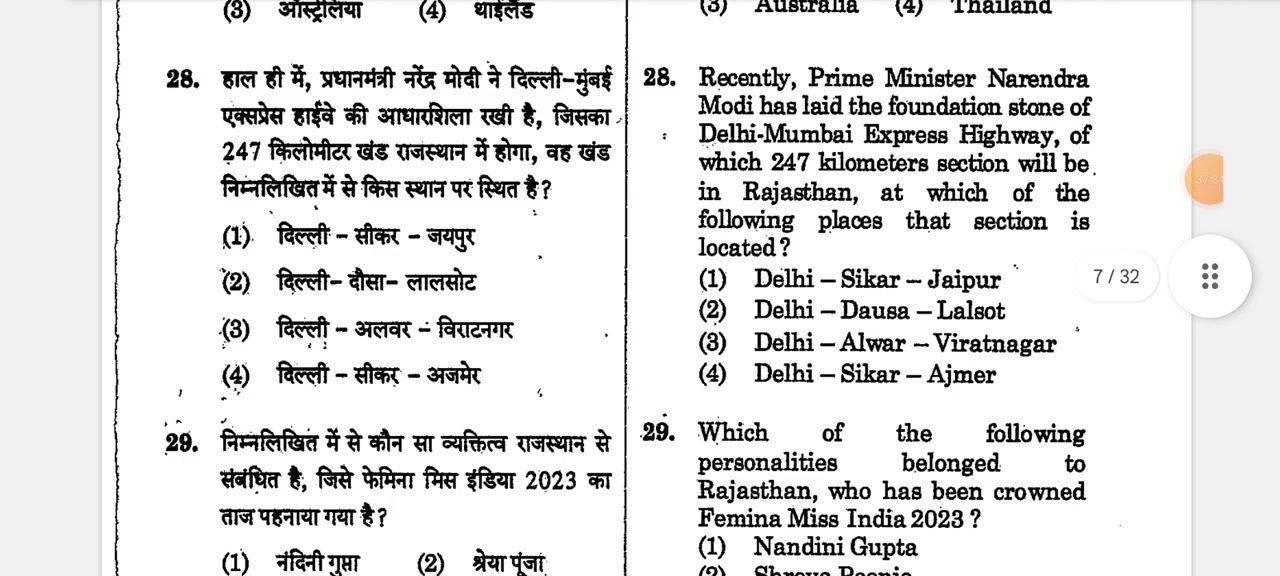 (3) ऑस्ट्रेलिया (4) थाईलैंड
28. हाल ही में, प्रधानमंत्री नरेंद्र मोदी ने दिल्ली-मुंबई
एक्सप्रेस हाईवे की आधारशिला रखी है, जिसका
247 किलोमीटर खंड राजस्थान में होगा, वह खंड
निम्नलिखित में से किस स्थान पर स्थित है?
(1) दिल्ली - सीकर - जयपुर
(2) दिल्ली- दौसा- लालसोट
(3) दिल्ली - अलवर - विराटनगर
(4) दिल्ली - सीकर - अजमेर
29. निम्नलिखित में से कौन सा व्यक्तित्व राजस्थान से
संबंधित है, जिसे फेमिना मिस इंडिया 2023 का
ताज पहनाया गया है?
(1) नंदिनी गुप्ता (2) श्रेया पूंजा
(3) Australia (4) Thailand
28. Recently, Prime Minister Narendra
Modi has laid the foundation stone of
Delhi-Mumbai Express Highway, of
which 247 kilometers section will be
in Rajasthan, at which of the
following places that section is
located?
(1) Delhi – Sikar – Jaipur
(2) Delhi – Dausa – Lalsot
(3) Delhi – Alwar – Viratnagar
(4) Delhi – Sikar – Ajmer
29. Which of the following
personalities belonged to
Rajasthan, who has been crowned
Femina Miss India 2023 ?
(1) Nandini Gupta
(2) Shreya Poonja
7 / 32
37:34